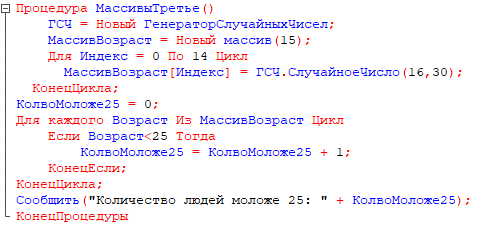 Процедура МассивыТретье()
ГСЧ = Новый ГенераторСлучайныхЧисел;
МассивВозраст = Новый массив(15);
Для Индекс = 0 По 14 Цикл
МассивВозраст[Индекс] = ГСЧ.СлучайноеЧисло(16,30);
КонецЦикла;
КолвоМоложе25 = 0;
Для каждого Возраст Из МассивВозраст Цикл
Если Возраст<25 Тогда
КолвоМоложе25 = КолвоМоложе25 + 1;
КонецЕсли;
КонецЦикла;
Сообщить("Количество людей моложе 25: " + КолвоМоложе25);
КонецПроцедуры